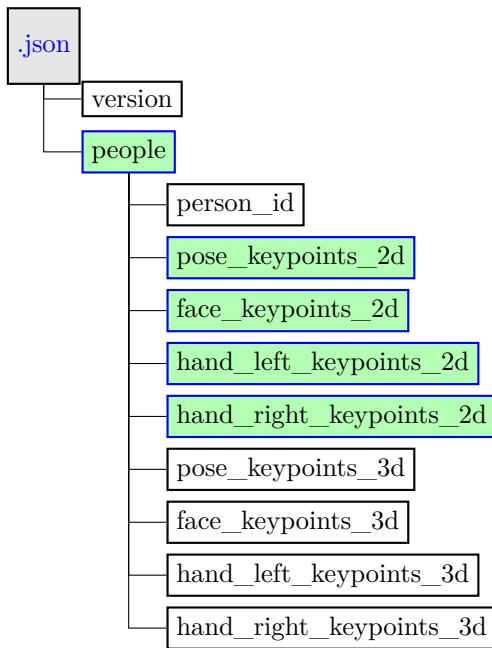 .json
version
people
person_id
pose_keypoints_2d
face_keypoints_2d
hand_left_keypoints_2d
hand_right_keypoints_2d
pose_keypoints_3d
face_keypoints_3d
hand_left_keypoints_3d
hand_right_keypoints_3d